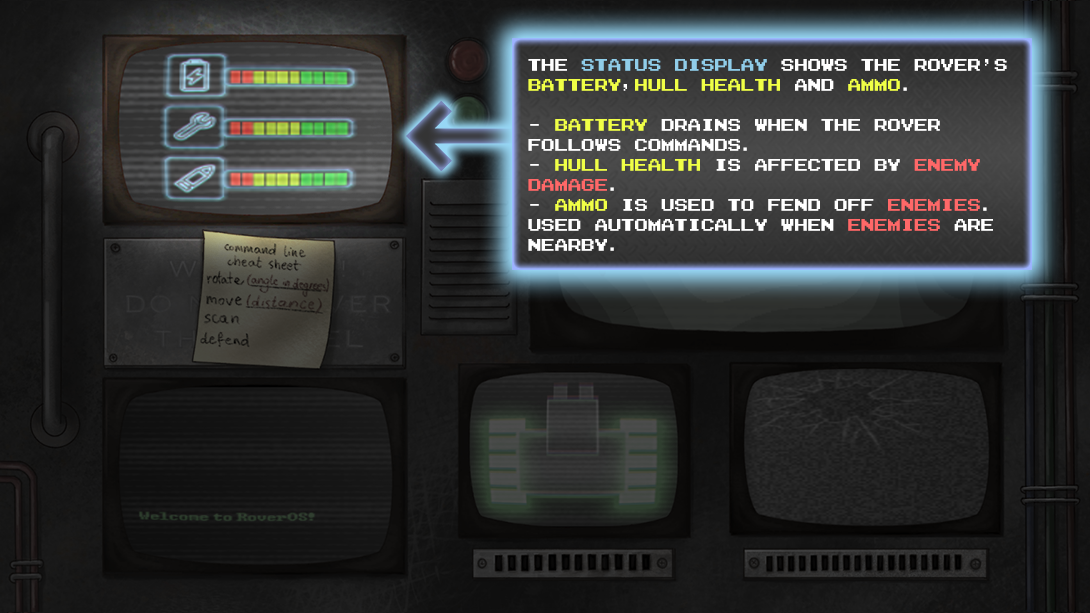 THE STATUS DISPLAY SHOWS THE ROVER'S
BATTERY, HULL HEALTH AND AMMO.
- BATTERY DRAINS WHEN THE ROVER
FOLLOWS COMMANDS.
- HULL HEALTH IS AFFECTED BY ENEMY
DAMAGE.
- AMMO IS USED TO FEND OFF ENEMIES.
USED AUTOMATICALLY WHEN ENEMIES ARE
NEARBY.
command line
cheat sheet
rotate (angle in degrees)
move (distance)
scan
defend
Welcome to RoverOS!